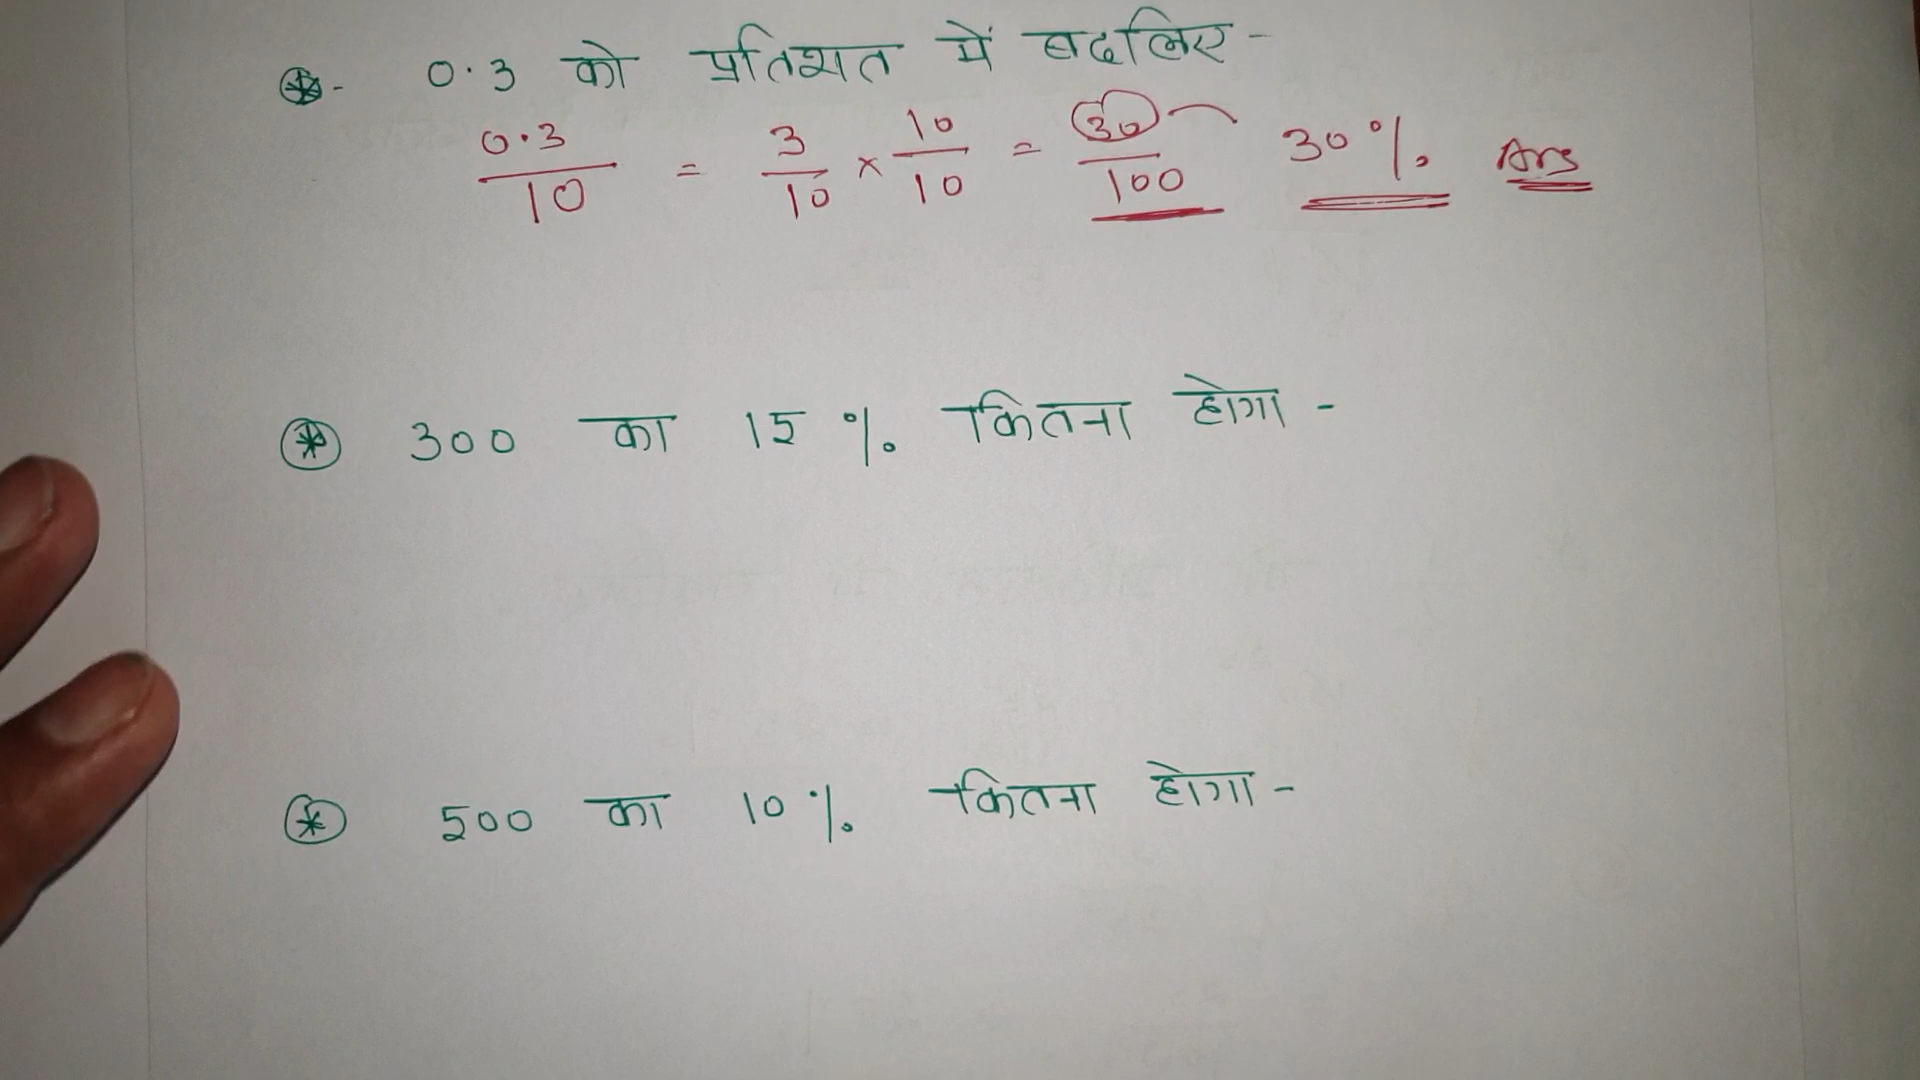 ⊛- 0.3 को प्रतिशत में बदलिए-
0.3/10 = 3/10 × 10/10 = 30/100 30% Ans
⊛ 300 का 15% कितना होगा -
⊛ 500 का 10% कितना होगा -